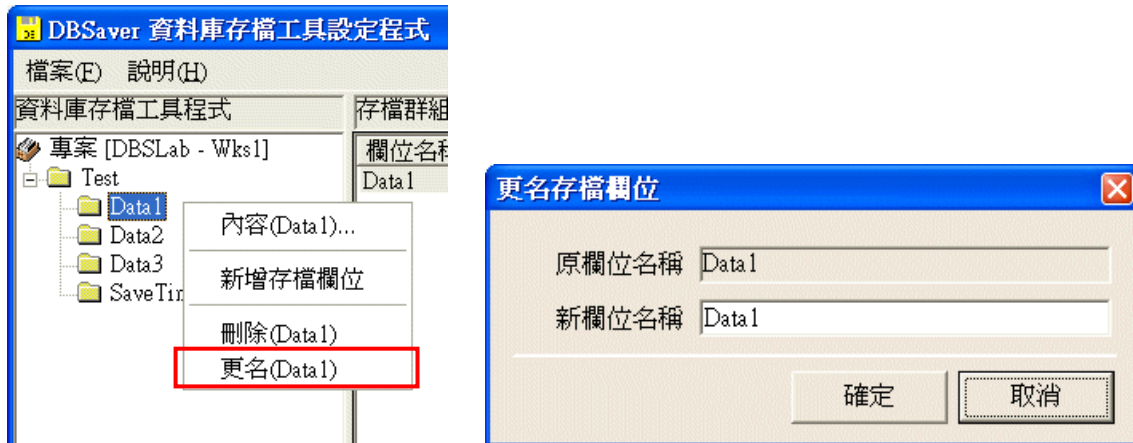 DBSaver 資料庫存檔工具設定程式
檔案(F) 說明(H)
資料庫存檔工具程式
存檔群組
專案 [DBSLab - Wks1]
欄位名稱
Test
Data1
Data1
Data2
Data3
SaveTim
內容(Data1)...
新增存檔欄位
刪除(Data1)
更名(Data1)
更名存檔欄位
原欄位名稱 Data1
新欄位名稱 Data1
確定 取消